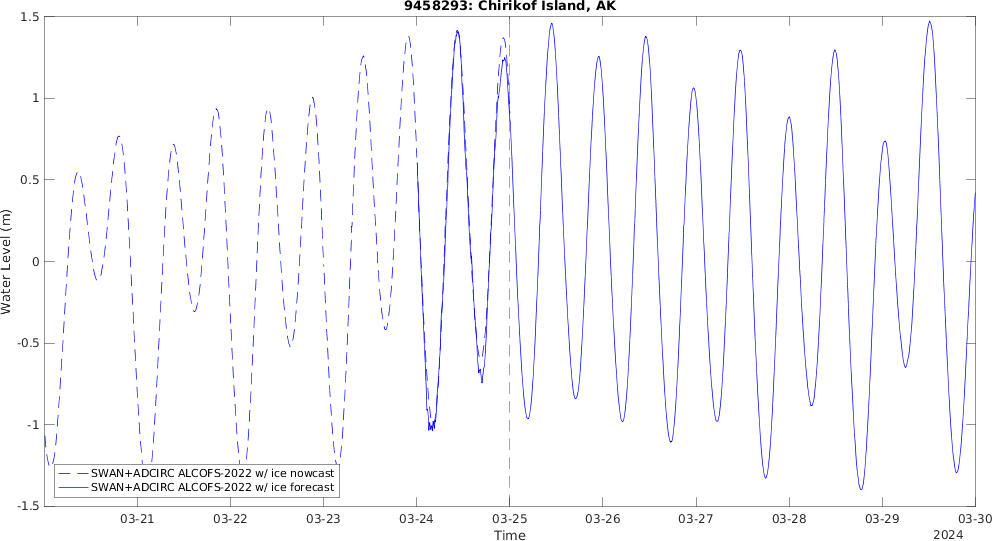 9458293: Chirikof Island, AK
1.5
1
0.5
0
-0.5
-1
-1.5
Water Level (m)
SWAN+ADCIRC ALCOFS-2022 w/ ice nowcast
SWAN+ADCIRC ALCOFS-2022 w/ ice forecast
03-21 03-22 03-23 03-24 03-25 03-26 03-27 03-28 03-29 03-30
Time
2024